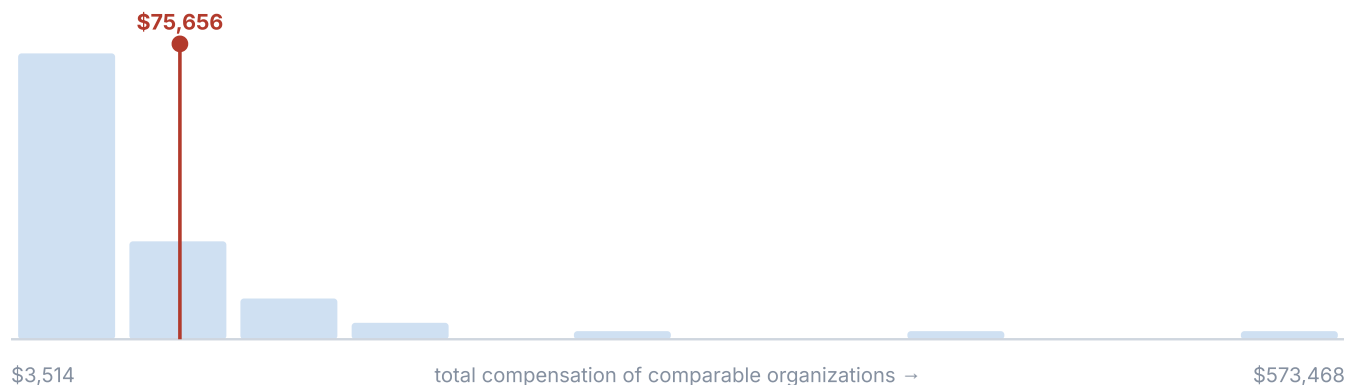 $75,656
$3,514 total compensation of comparable organizations → $573,468